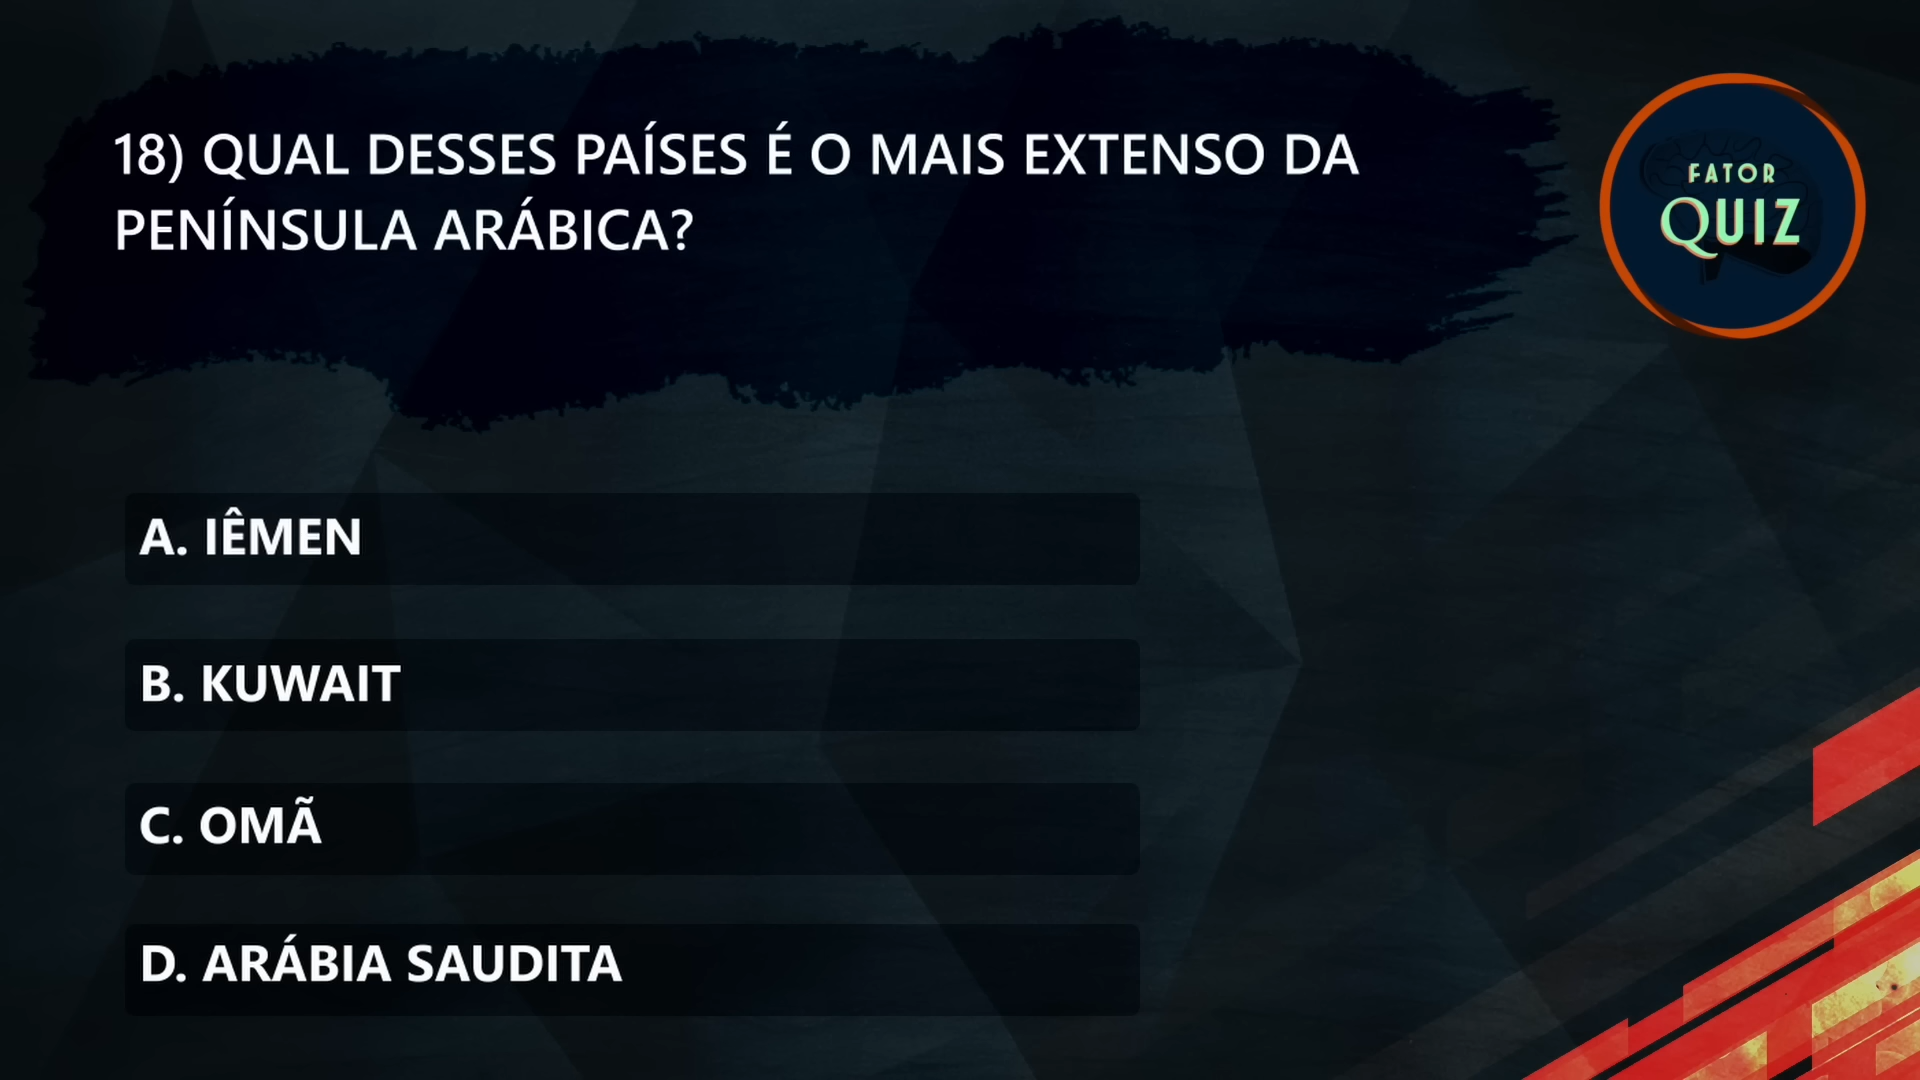 18) QUAL DESSES PAÍSES É O MAIS EXTENSO DA
PENÍNSULA ARÁBICA?
FATOR
QUIZ
A. IÊMEN
B. KUWAIT
C. OMÃ
D. ARÁBIA SAUDITA